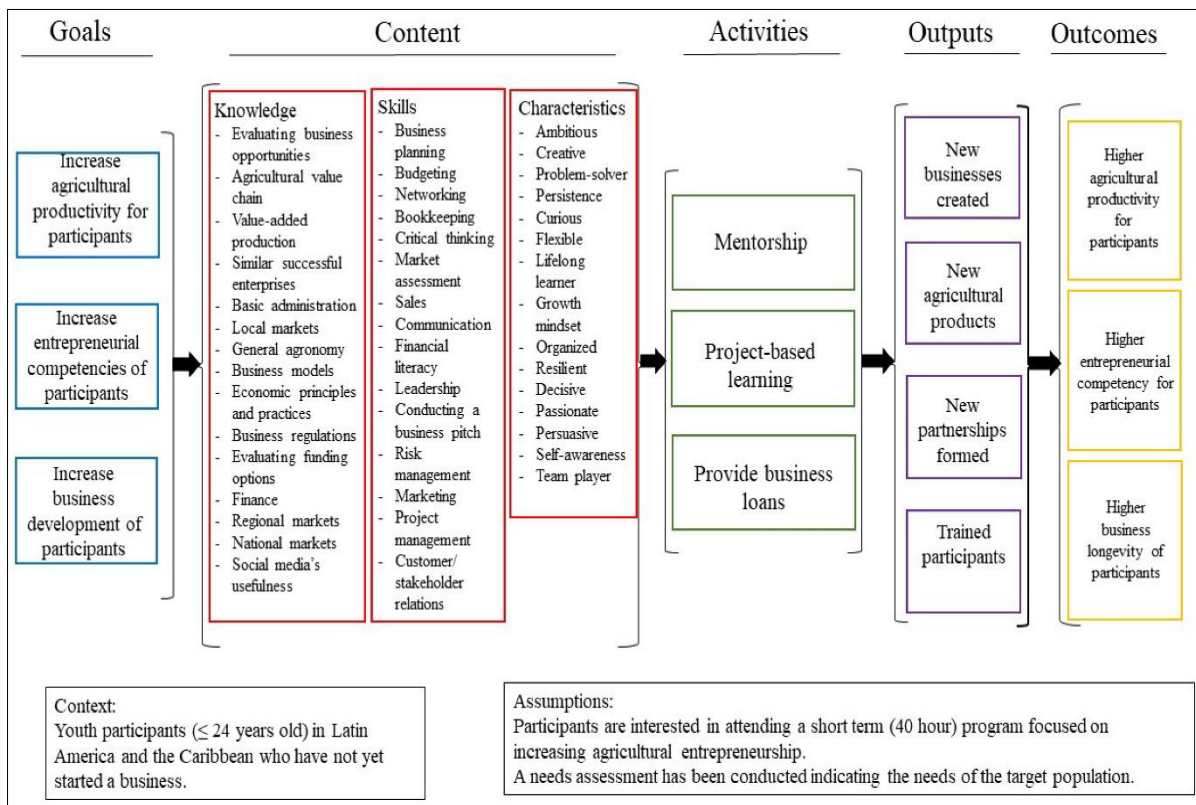 Goals
Content
Activities
Outputs
Outcomes
Increase
agricultural
productivity for
participants
Increase
entrepreneurial
competencies of
participants
Increase
business
development of
participants
Knowledge
- Evaluating business
opportunities
- Agricultural value
chain
- Value-added
production
- Similar successful
enterprises
- Basic administration
- Local markets
- General agronomy
- Business models
- Economic principles
and practices
- Business regulations
- Evaluating funding
options
- Finance
- Regional markets
- National markets
- Social media's
usefulness
Skills
- Business
planning
- Budgeting
- Networking
- Bookkeeping
- Critical thinking
- Market
assessment
- Sales
- Communication
- Financial
literacy
- Leadership
- Conducting a
business pitch
- Risk
management
- Marketing
- Project
management
- Customer/
stakeholder
relations
Characteristics
- Ambitious
- Creative
- Problem-solver
- Persistence
- Curious
- Flexible
- Lifelong
learner
- Growth
mindset
- Organized
- Resilient
- Decisive
- Passionate
- Persuasive
- Self-awareness
- Team player
Mentorship
Project-based
learning
Provide business
loans
New
businesses
created
New
agricultural
products
New
partnerships
formed
Trained
participants
Higher
agricultural
productivity
for
participants
Higher
entrepreneurial
competency for
participants
Higher
business
longevity of
participants
Context:
Youth participants (≤ 24 years old) in Latin
America and the Caribbean who have not yet
started a business.
Assumptions:
Participants are interested in attending a short term (40 hour) program focused on
increasing agricultural entrepreneurship.
A needs assessment has been conducted indicating the needs of the target population.